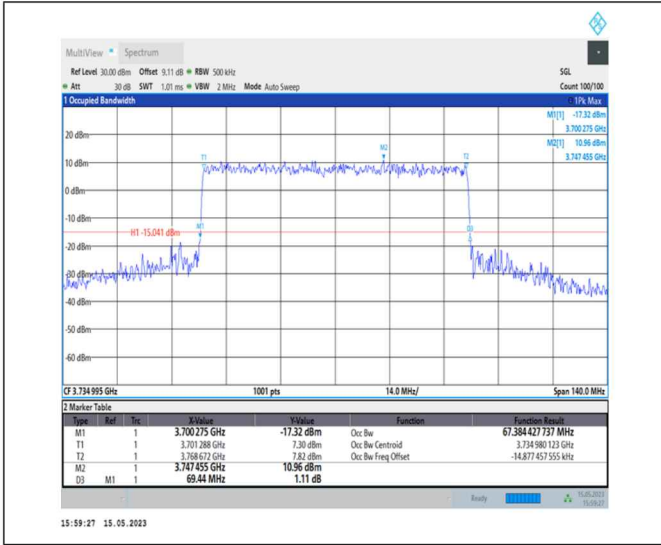 MultiView Spectrum
Ref Level 30.00 dBm Offset 9.11 dB RBW 500 kHz SGL
Att 30 dB SWT 1.01 ms VBW 2 MHz Mode Auto Sweep Count 100/100
1 Occupied Bandwidth 1Pk Max
M1[1] -17.32 dBm
3.700 275 GHz
20 dBm
M2[1] 10.96 dBm
3.747 455 GHz
M2
T1 T2
10 dBm
0 dBm
-10 dBm
M1 D3
H1 -15.041 dBm
-20 dBm
-30 dBm
-40 dBm
-50 dBm
-60 dBm
CF 3.734 995 GHz 1001 pts 14.0 MHz/ Span 140.0 MHz
2 Marker Table
Type Ref Trc X-Value Y-Value Function Function Result
M1 1 3.700 275 GHz -17.32 dBm Occ Bw 67.384 427 737 MHz
T1 1 3.701 288 GHz 7.30 dBm Occ Bw Centroid 3.734 980 123 GHz
T2 1 3.768 672 GHz 7.82 dBm Occ Bw Freq Offset -14.877 457 555 kHz
M2 1 3.747 455 GHz 10.96 dBm
D3 M1 1 69.44 MHz 1.11 dB
Ready 15.05.2023
15:59:27
15:59:27 15.05.2023